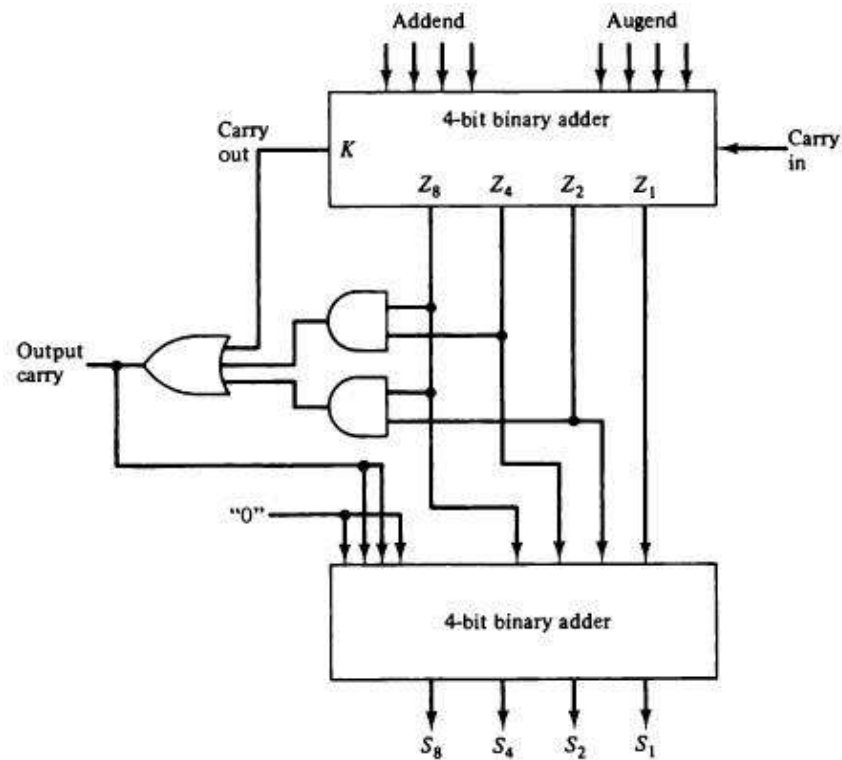 Addend Augend
4-bit binary adder
Carry
out
K
Carry
in
Z₈ Z₄ Z₂ Z₁
Output
carry
“0”
4-bit binary adder
S₈ S₄ S₂ S₁